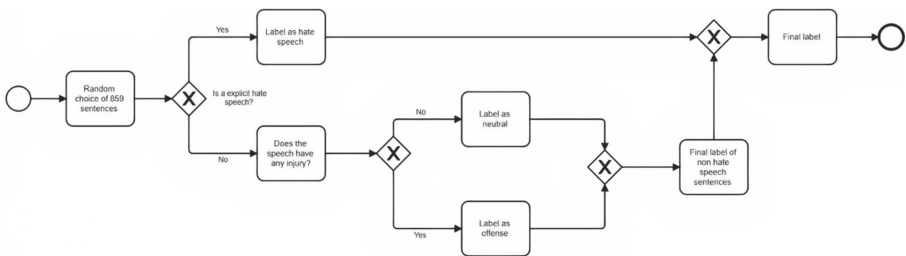 Yes
Label as hate
speech
Final label
Random
choice of 859
sentences
Is a explicit hate
speech?
No
Label as
neutral
No
Does the
speech have
any injury?
Final label of
non hate
speech
sentences
Yes
Label as
offense